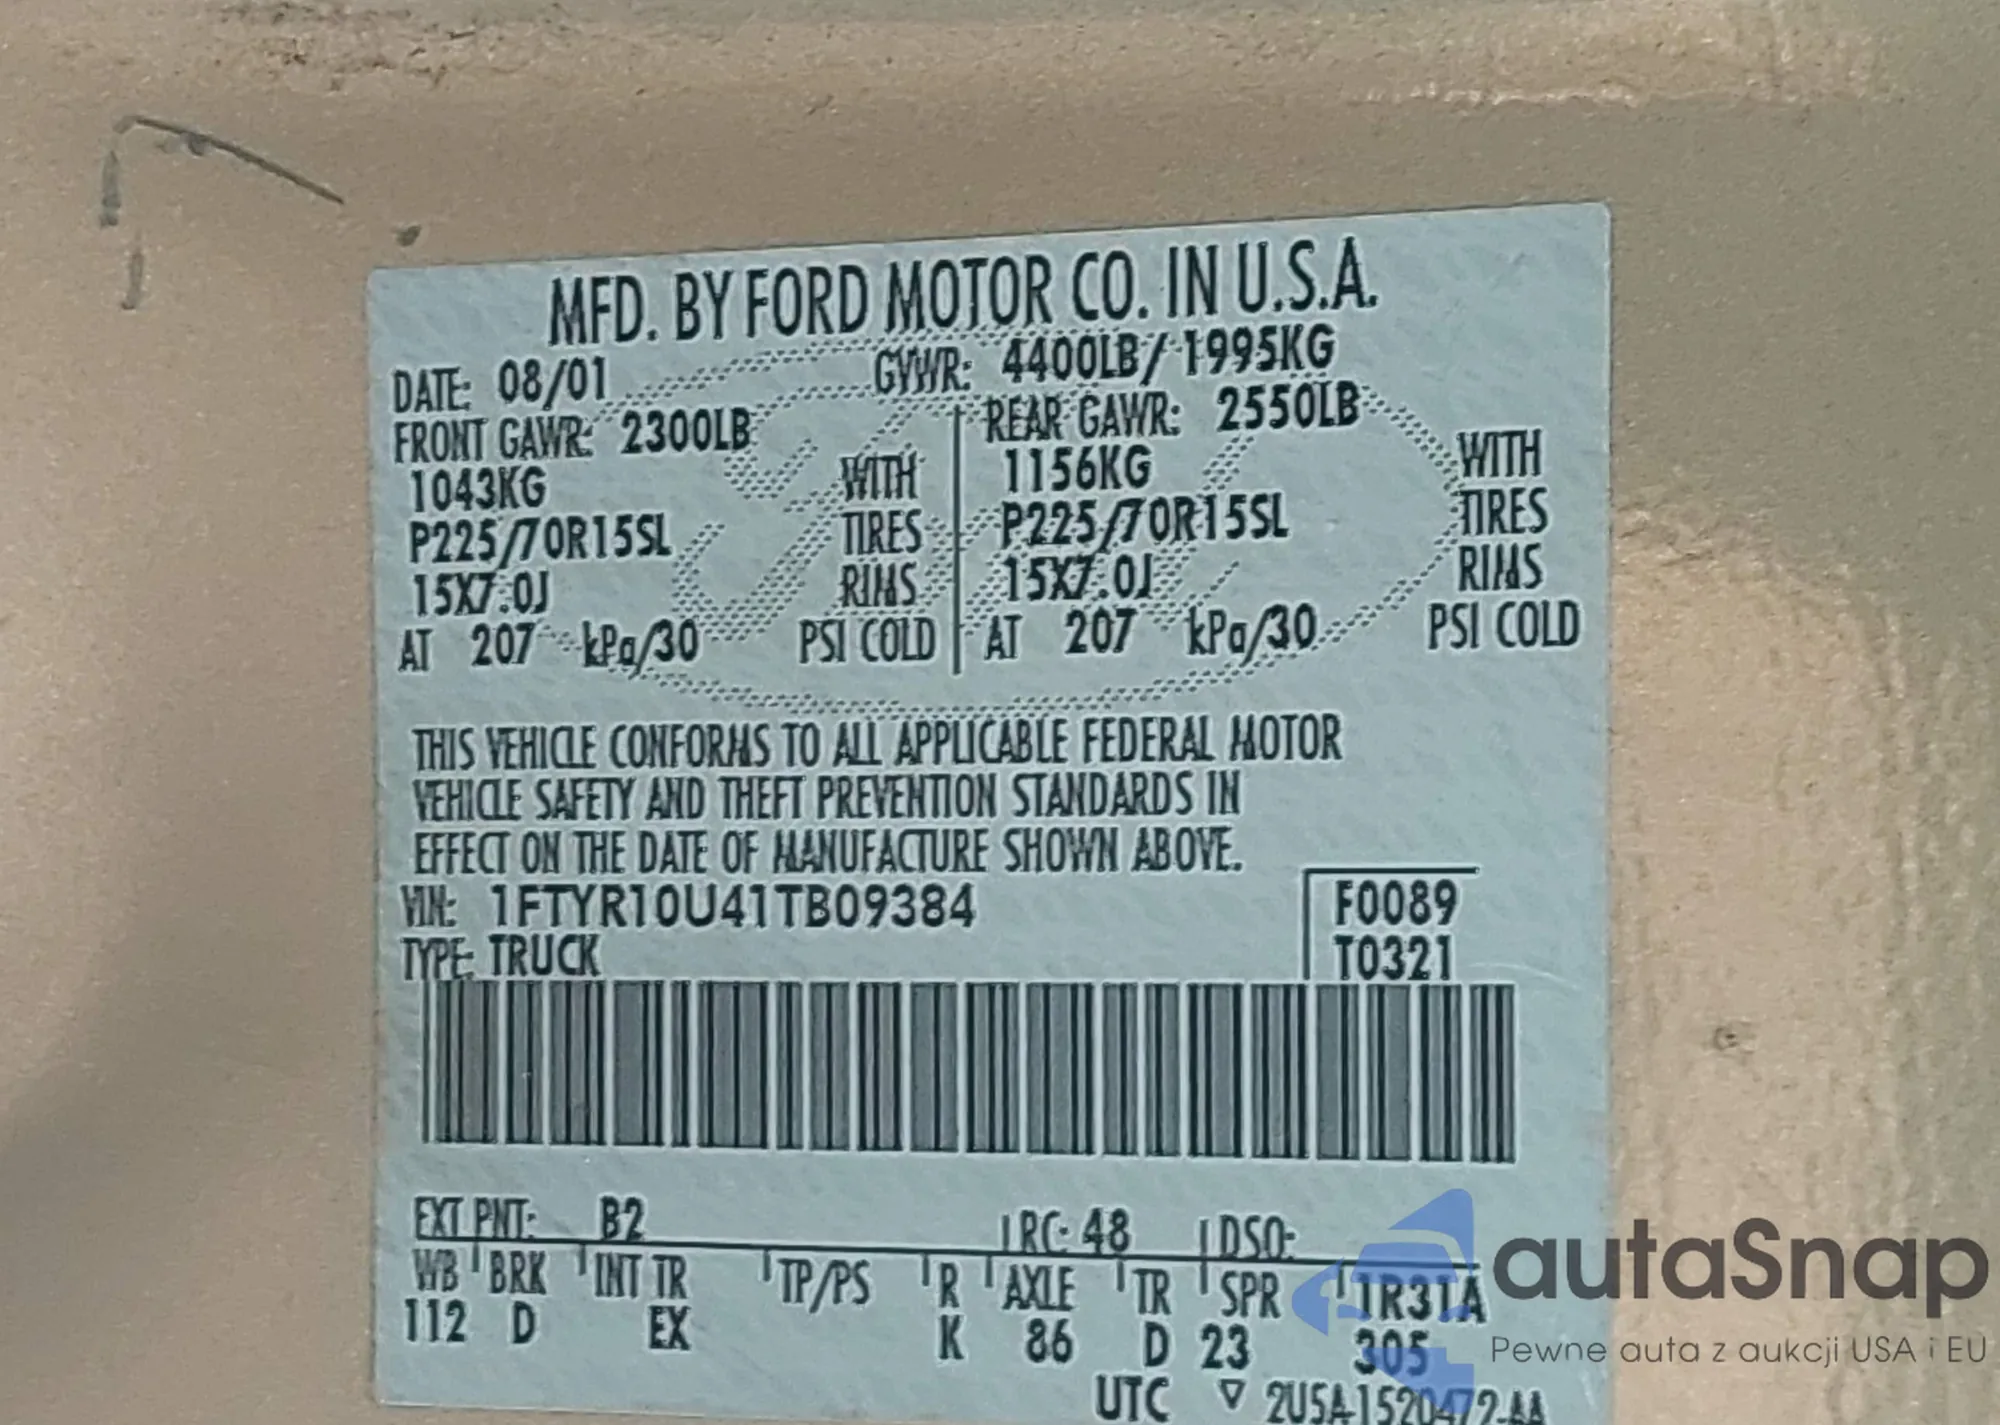 MFD. BY FORD MOTOR CO. IN U.S.A.
DATE: 08/01 GVWR: 4400LB/ 1995KG
FRONT GAWR: 2300LB REAR GAWR: 2550LB
1043KG WITH 1156KG WITH
P225/70R15SL TIRES P225/70R15SL TIRES
15X7.0J RIMS 15X7.0J RIMS
AT 207 kPa/30 PSI COLD AT 207 kPa/30 PSI COLD
THIS VEHICLE CONFORMS TO ALL APPLICABLE FEDERAL MOTOR
VEHICLE SAFETY AND THEFT PREVENTION STANDARDS IN
EFFECT ON THE DATE OF MANUFACTURE SHOWN ABOVE.
VIN: 1FTYR10U41TB09384 F0089
TYPE: TRUCK T0321
EXT PNT: B2 RC: 48 DSO:
WB BRK INT TR TP/PS R AXLE TR SPR 1R31A
112 D EX K 86 D 23 305
UTC ▽ 2U5A-1520472-AA
autaSnap
Pewne auta z aukcji USA i EU